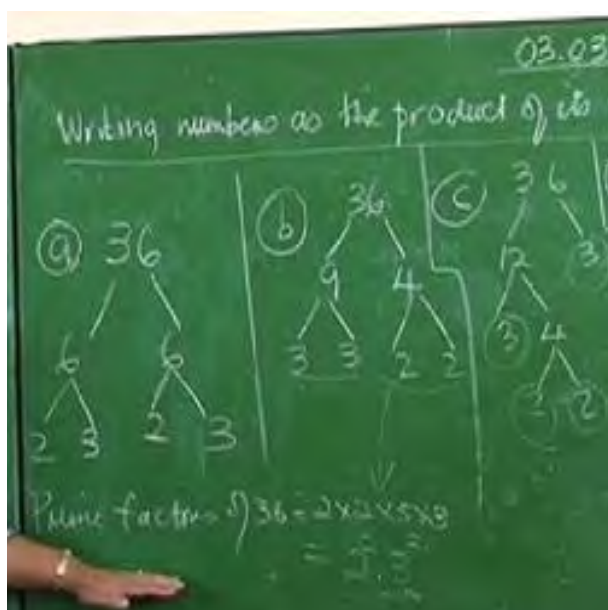 03.03
Writing numbers as the product of its
a 36
6 6
2 3 2 3
b 36
9 4
3 3 2 2
c 36
12 3
3 4
2 2
Prime factors of 36 = 2×2×3×3
= 2².3²